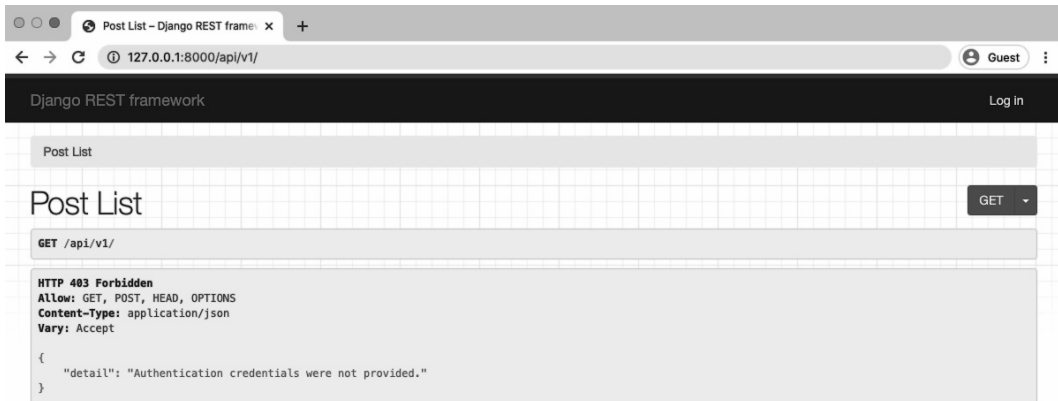 Post List – Django REST framew
127.0.0.1:8000/api/v1/
Guest
Django REST framework
Log in
Post List
Post List
GET
GET /api/v1/
HTTP 403 Forbidden
Allow: GET, POST, HEAD, OPTIONS
Content-Type: application/json
Vary: Accept
{
"detail": "Authentication credentials were not provided."
}